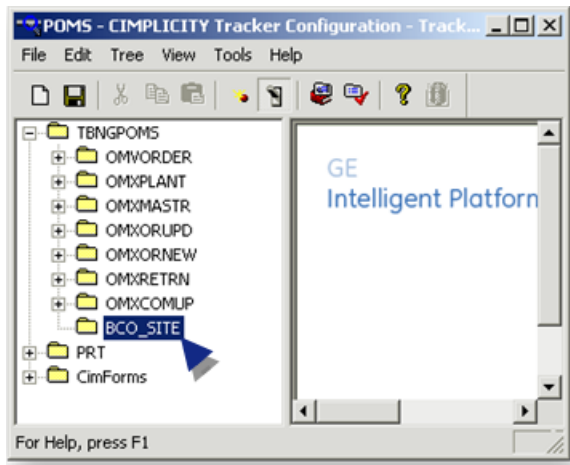 POMS - CIMPLICITY Tracker Configuration - Track...
File Edit Tree View Tools Help
TBNGPOMS
OMVORDER
OMXPLANT
OMXMASTR
OMXORUPD
OMXORNEW
OMXRETRN
OMXCOMUP
BCO_SITE
PRT
CimForms
GE
Intelligent Platform
For Help, press F1